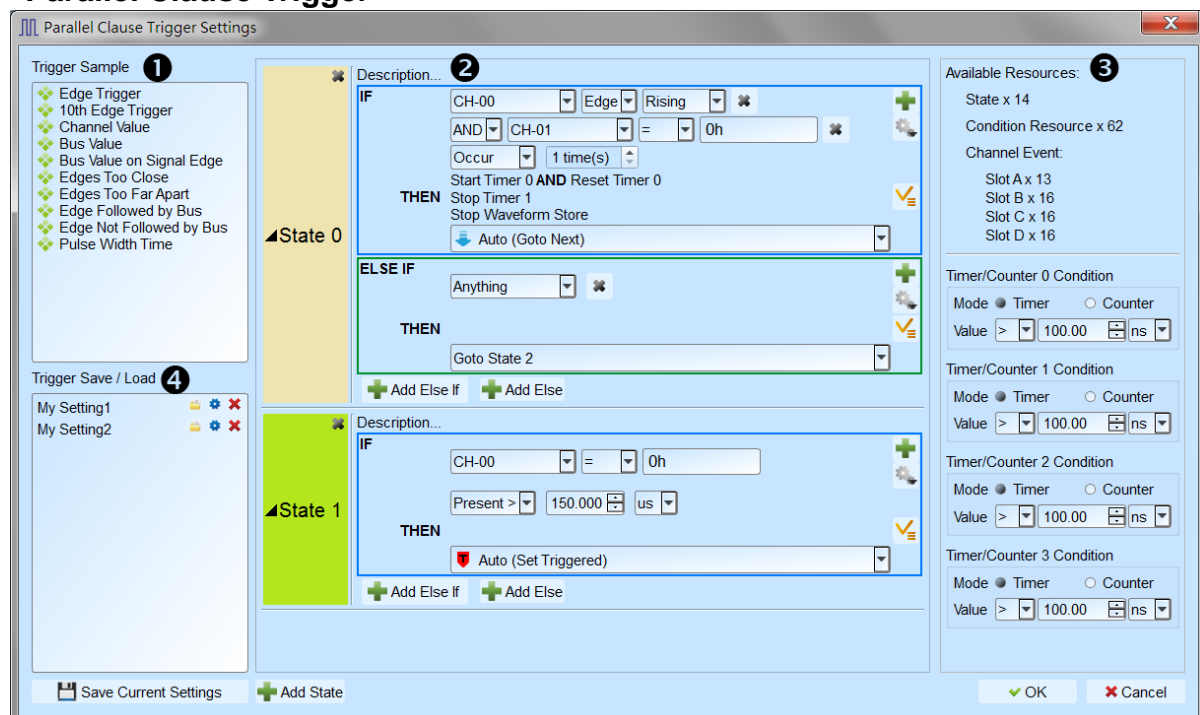 Parallel Clause Trigger
Parallel Clause Trigger Settings
X
Trigger Sample 1
Edge Trigger
10th Edge Trigger
Channel Value
Bus Value
Bus Value on Signal Edge
Edges Too Close
Edges Too Far Apart
Edge Followed by Bus
Edge Not Followed by Bus
Pulse Width Time
Trigger Save / Load 4
My Setting1
My Setting2
Save Current Settings
State 0
Description... 2
IF CH-00 Edge Rising
AND CH-01 = 0h
Occur 1 time(s)
Start Timer 0 AND Reset Timer 0
THEN Stop Timer 1
Stop Waveform Store
Auto (Goto Next)
ELSE IF
Anything
THEN
Goto State 2
Add Else If Add Else
State 1
Description...
IF
CH-00 = 0h
Present > 150.000 us
THEN
T Auto (Set Triggered)
Add Else If Add Else
Add State
Available Resources: 3
State x 14
Condition Resource x 62
Channel Event:
Slot A x 13
Slot B x 16
Slot C x 16
Slot D x 16
Timer/Counter 0 Condition
Mode Timer Counter
Value > 100.00 ns
Timer/Counter 1 Condition
Mode Timer Counter
Value > 100.00 ns
Timer/Counter 2 Condition
Mode Timer Counter
Value > 100.00 ns
Timer/Counter 3 Condition
Mode Timer Counter
Value > 100.00 ns
OK Cancel